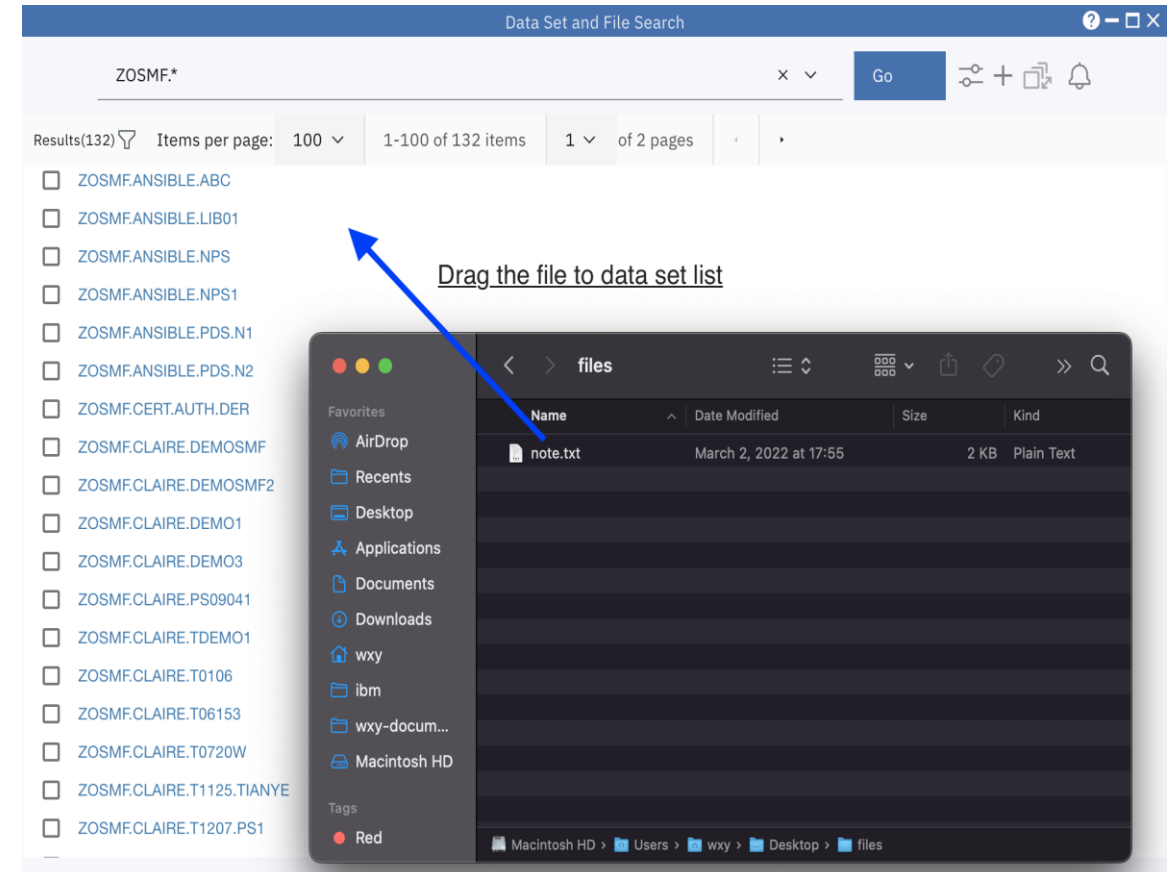 Data Set and File Search
ZOSMF.*
Go
Results(132) Items per page: 100 1-100 of 132 items 1 of 2 pages
ZOSMF.ANSIBLE.ABC
ZOSMF.ANSIBLE.LIB01
ZOSMF.ANSIBLE.NPS
ZOSMF.ANSIBLE.NPS1
ZOSMF.ANSIBLE.PDS.N1
ZOSMF.ANSIBLE.PDS.N2
ZOSMF.CERT.AUTH.DER
ZOSMF.CLAIRE.DEMOSMF
ZOSMF.CLAIRE.DEMOSMF2
ZOSMF.CLAIRE.DEMO1
ZOSMF.CLAIRE.DEMO3
ZOSMF.CLAIRE.PS09041
ZOSMF.CLAIRE.TDEMO1
ZOSMF.CLAIRE.T0106
ZOSMF.CLAIRE.T06153
ZOSMF.CLAIRE.T0720W
ZOSMF.CLAIRE.T1125.TIANYE
ZOSMF.CLAIRE.T1207.PS1
Drag the file to data set list
files
Favorites
AirDrop
Recents
Desktop
Applications
Documents
Downloads
wxy
ibm
wxy-docum...
Macintosh HD
Tags
Red
Name Date Modified Size Kind
note.txt March 2, 2022 at 17:55 2 KB Plain Text
Macintosh HD › Users › wxy › Desktop › files